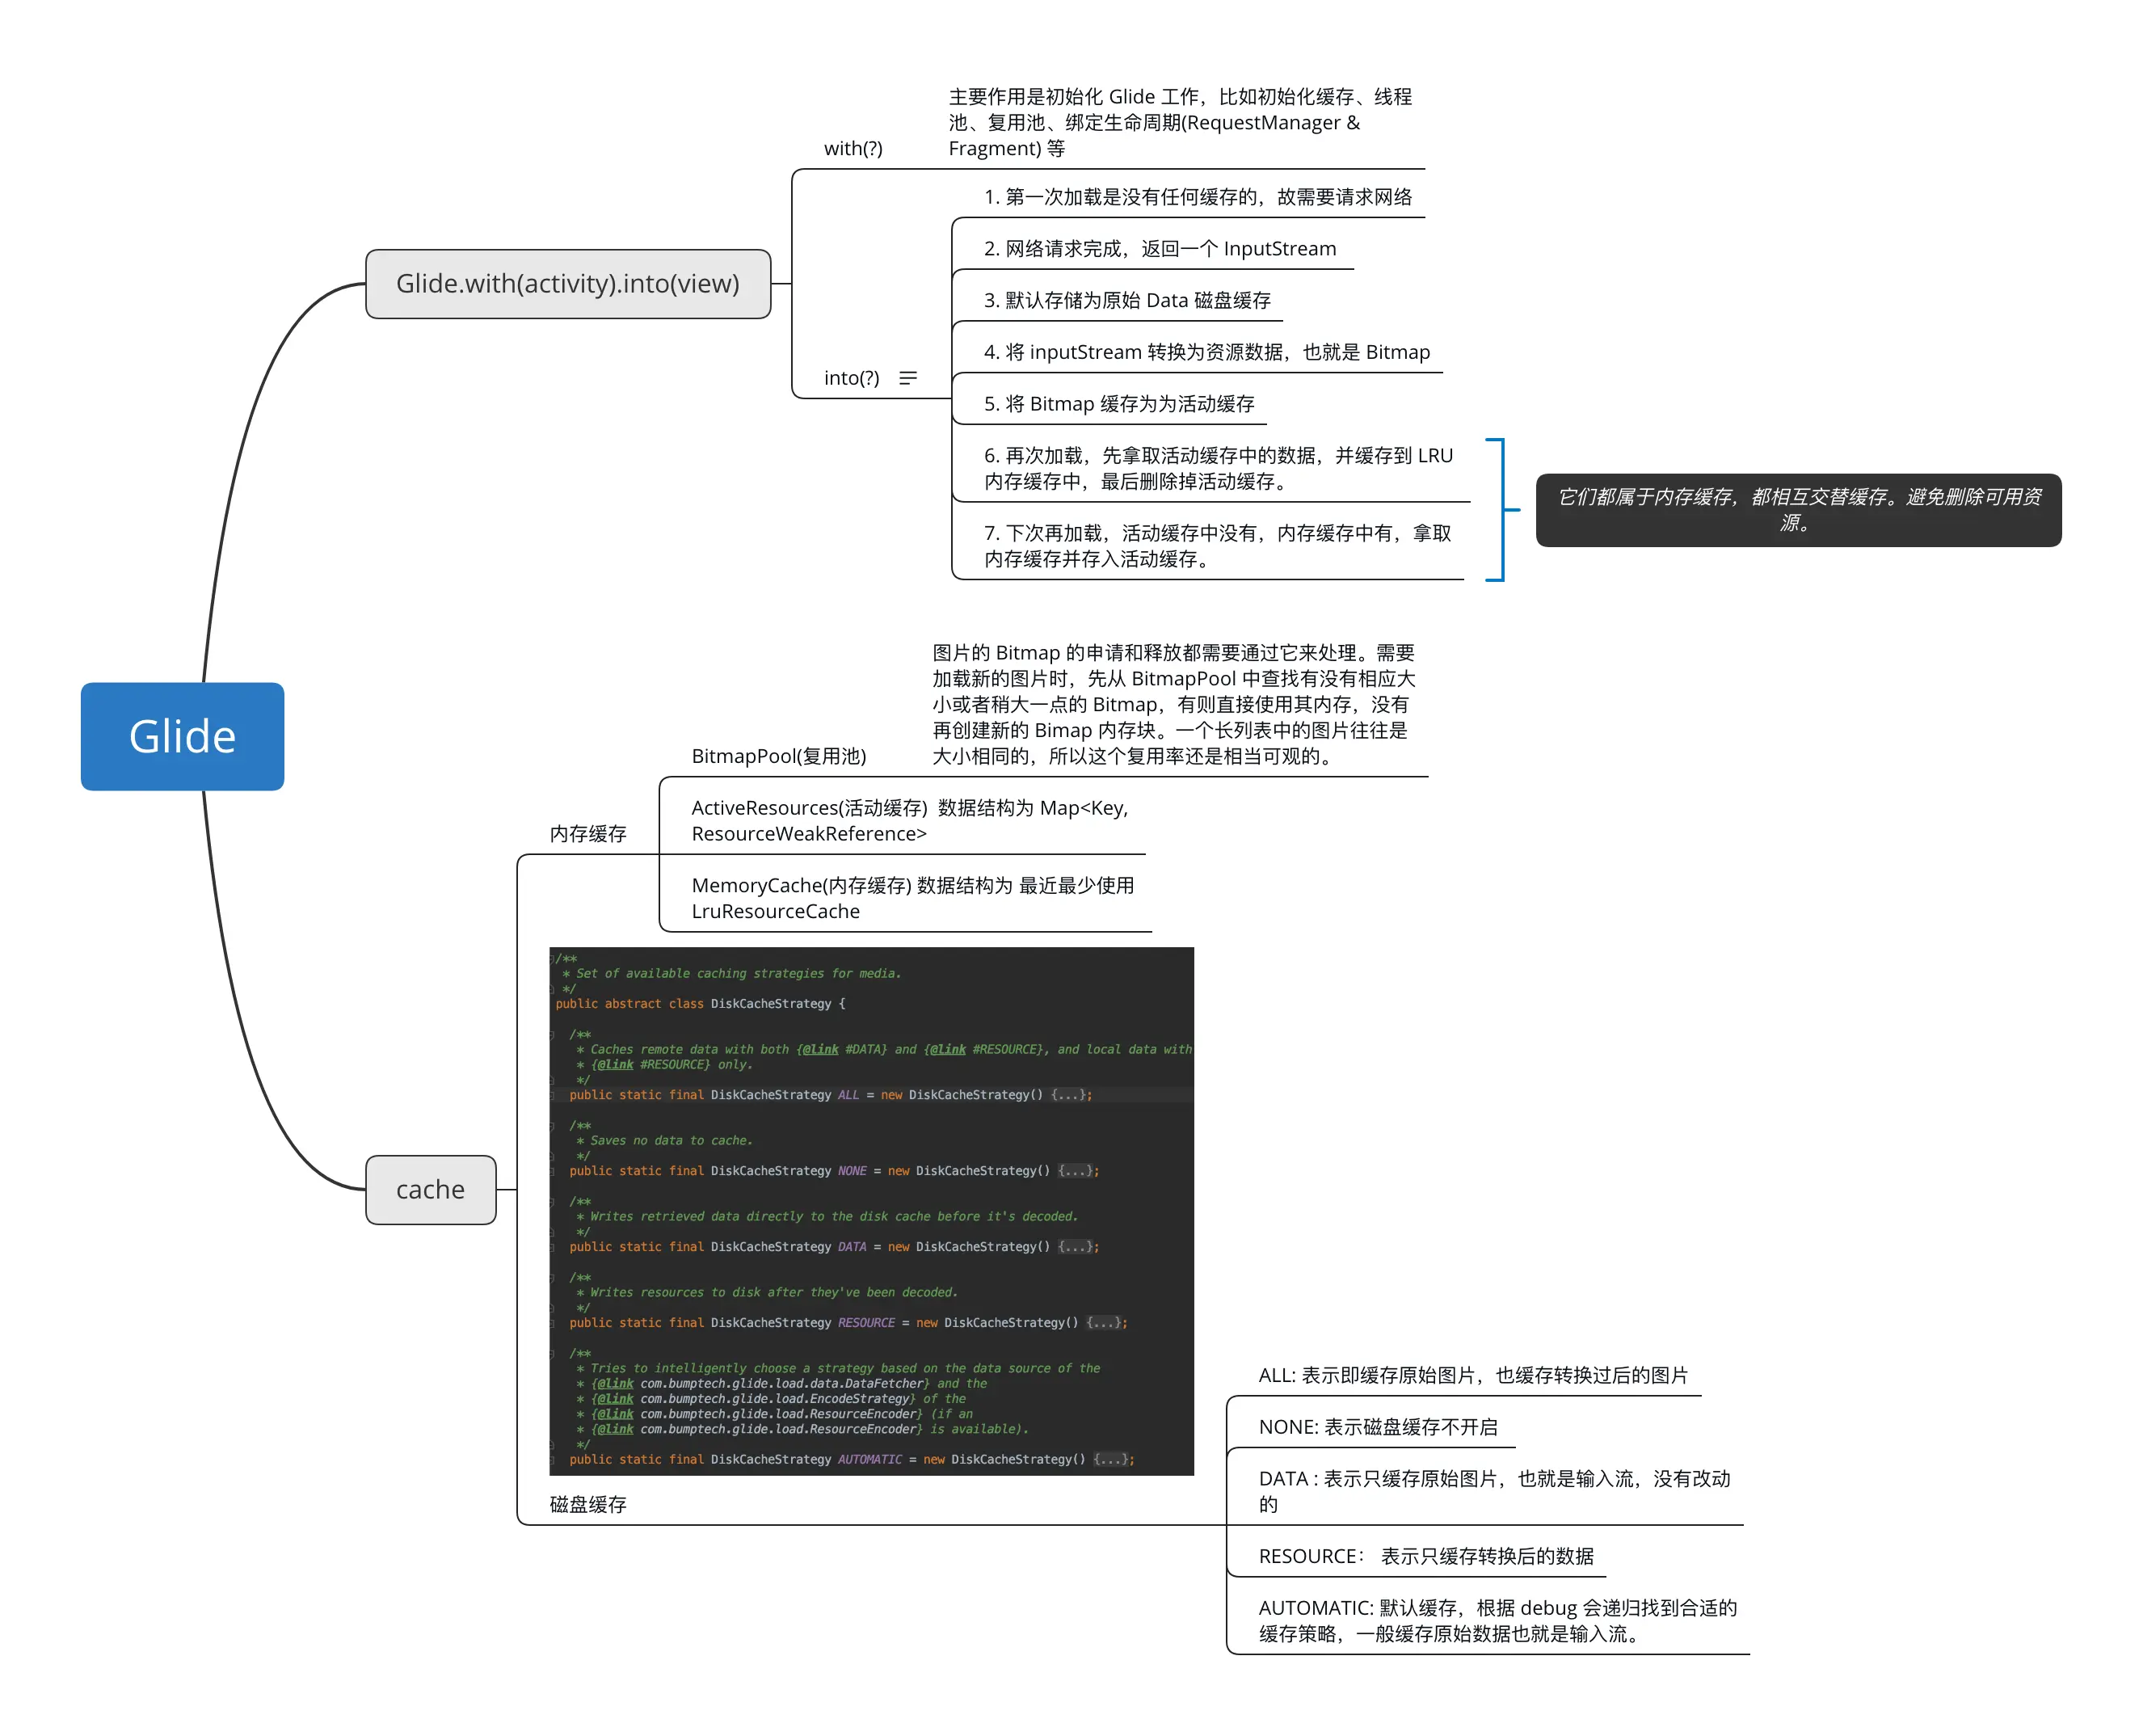 Glide
Glide.with(activity).into(view)
with(?)
主要作用是初始化 Glide 工作，比如初始化缓存、线程
池、复用池、绑定生命周期(RequestManager &
Fragment) 等
into(?)
1. 第一次加载是没有任何缓存的，故需要请求网络
2. 网络请求完成，返回一个 InputStream
3. 默认存储为原始 Data 磁盘缓存
4. 将 inputStream 转换为资源数据，也就是 Bitmap
5. 将 Bitmap 缓存为为活动缓存
6. 再次加载，先拿取活动缓存中的数据，并缓存到 LRU
内存缓存中，最后删除掉活动缓存。
7. 下次再加载，活动缓存中没有，内存缓存中有，拿取
内存缓存并存入活动缓存。
它们都属于内存缓存，都相互交替缓存。避免删除可用资
源。
cache
内存缓存
BitmapPool(复用池)
图片的 Bitmap 的申请和释放都需要通过它来处理。需要
加载新的图片时，先从 BitmapPool 中查找有没有相应大
小或者稍大一点的 Bitmap，有则直接使用其内存，没有
再创建新的 Bimap 内存块。一个长列表中的图片往往是
大小相同的，所以这个复用率还是相当可观的。
ActiveResources(活动缓存) 数据结构为 Map<Key,
ResourceWeakReference>
MemoryCache(内存缓存) 数据结构为 最近最少使用
LruResourceCache
/**
* Set of available caching strategies for media.
*/
public abstract class DiskCacheStrategy {
/**
* Caches remote data with both {@link #DATA} and {@link #RESOURCE}, and local data with
* {@link #RESOURCE} only.
*/
public static final DiskCacheStrategy ALL = new DiskCacheStrategy() {...};
/**
* Saves no data to cache.
*/
public static final DiskCacheStrategy NONE = new DiskCacheStrategy() {...};
/**
* Writes retrieved data directly to the disk cache before it's decoded.
*/
public static final DiskCacheStrategy DATA = new DiskCacheStrategy() {...};
/**
* Writes resources to disk after they've been decoded.
*/
public static final DiskCacheStrategy RESOURCE = new DiskCacheStrategy() {...};
/**
* Tries to intelligently choose a strategy based on the data source of the
* {@link com.bumptech.glide.load.data.DataFetcher} and the
* {@link com.bumptech.glide.load.EncodeStrategy} of the
* {@link com.bumptech.glide.load.ResourceEncoder} (if an
* {@link com.bumptech.glide.load.ResourceEncoder} is available).
*/
public static final DiskCacheStrategy AUTOMATIC = new DiskCacheStrategy() {...};
磁盘缓存
ALL: 表示即缓存原始图片，也缓存转换过后的图片
NONE: 表示磁盘缓存不开启
DATA : 表示只缓存原始图片，也就是输入流，没有改动
的
RESOURCE： 表示只缓存转换后的数据
AUTOMATIC: 默认缓存，根据 debug 会递归找到合适的
缓存策略，一般缓存原始数据也就是输入流。